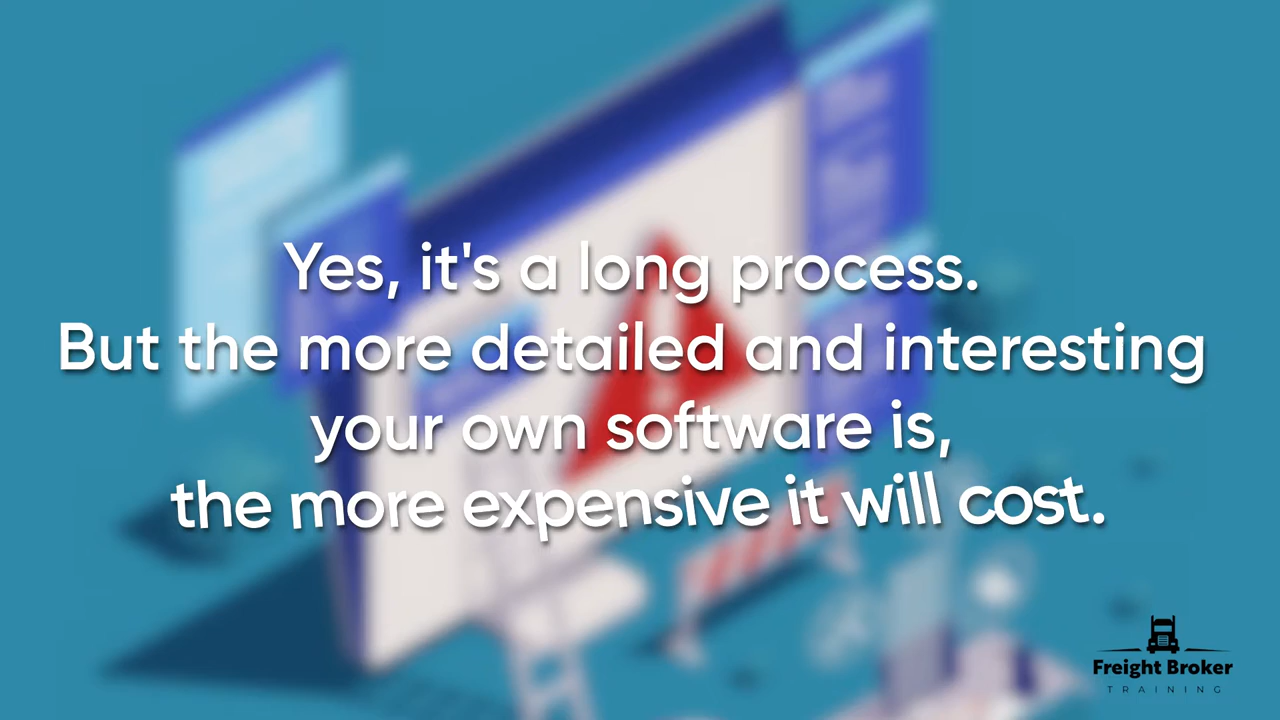 Yes, it's a long process.
But the more detailed and interesting
your own software is,
the more expensive it will cost.
Freight Broker
TRAINING